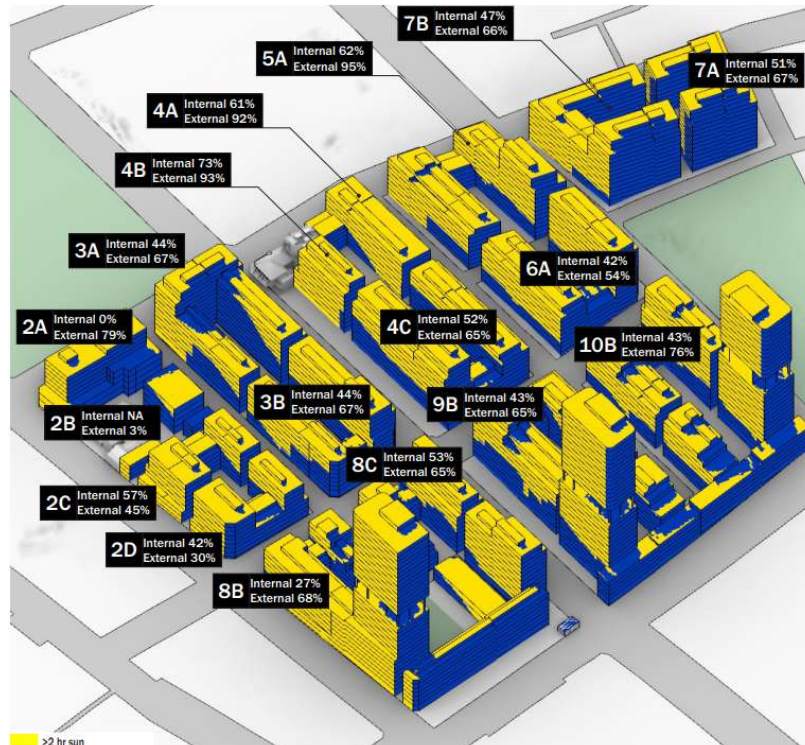 7B Internal 47%
External 66%
5A Internal 62%
External 95%
7A Internal 51%
External 67%
4A Internal 61%
External 92%
4B Internal 73%
External 93%
3A Internal 44%
External 67%
6A Internal 42%
External 54%
2A Internal 0%
External 79%
4C Internal 52%
External 65%
10B Internal 43%
External 76%
2B Internal NA
External 3%
3B Internal 44%
External 67%
9B Internal 43%
External 65%
8C Internal 53%
External 65%
2C Internal 57%
External 45%
2D Internal 42%
External 30%
8B Internal 27%
External 68%
>2 hr sun